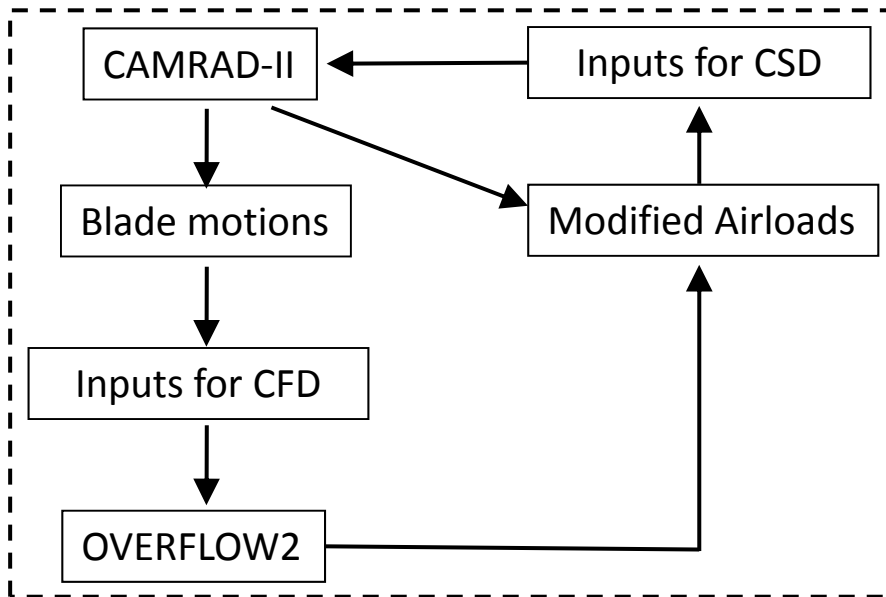 CAMRAD-II
Inputs for CSD
Blade motions
Modified Airloads
Inputs for CFD
OVERFLOW2